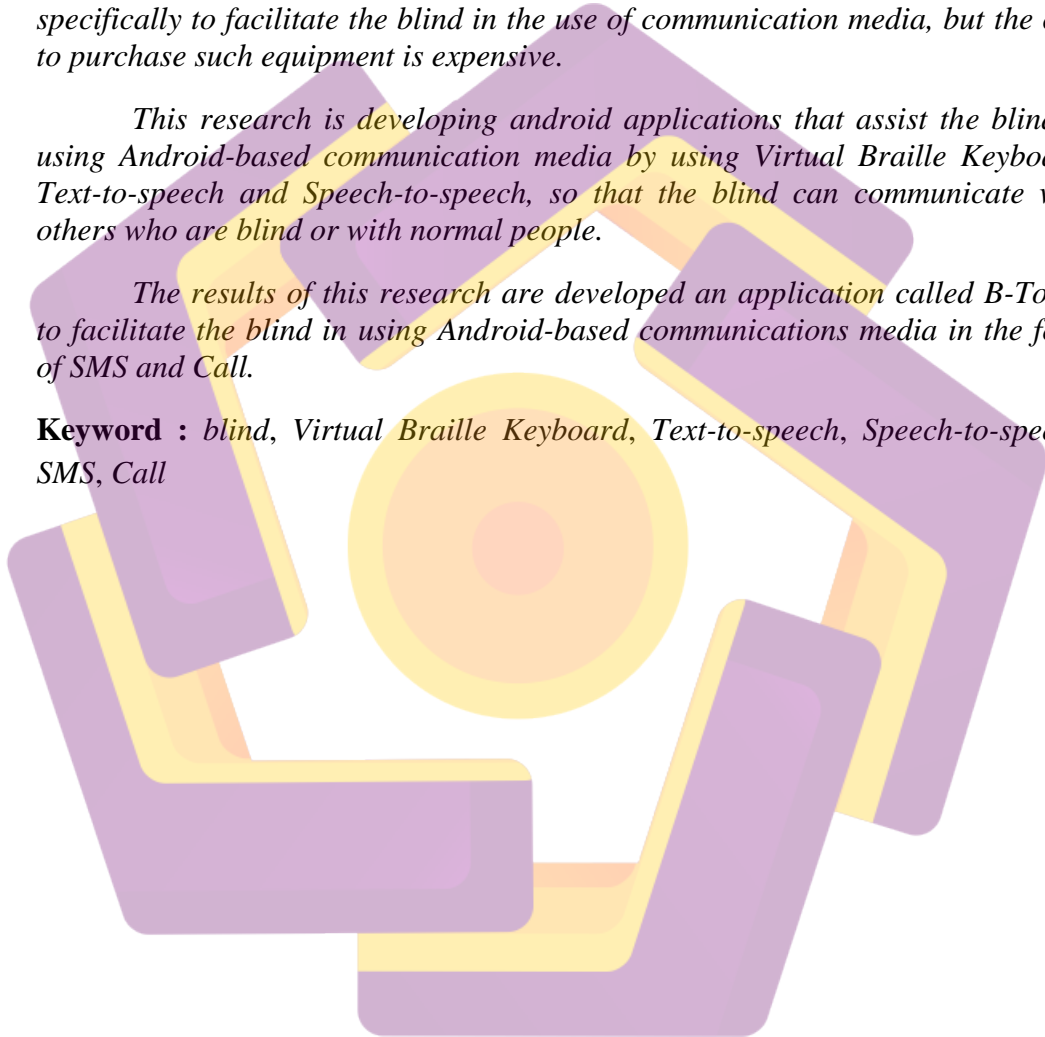 specifically to facilitate the blind in the use of communication media, but the
to purchase such equipment is expensive.
This research is developing android applications that assist the blind
using Android-based communication media by using Virtual Braille
Text-to-speech and Speech-to-speech, so that the blind can communicate
others who are blind or with normal people.
The results of this research are developed an application called
to facilitate the blind in using Android-based communications media in the
of SMS and Call.
Keyword : blind, Virtual Braille Keyboard, Text-to-speech,
SMS, Call